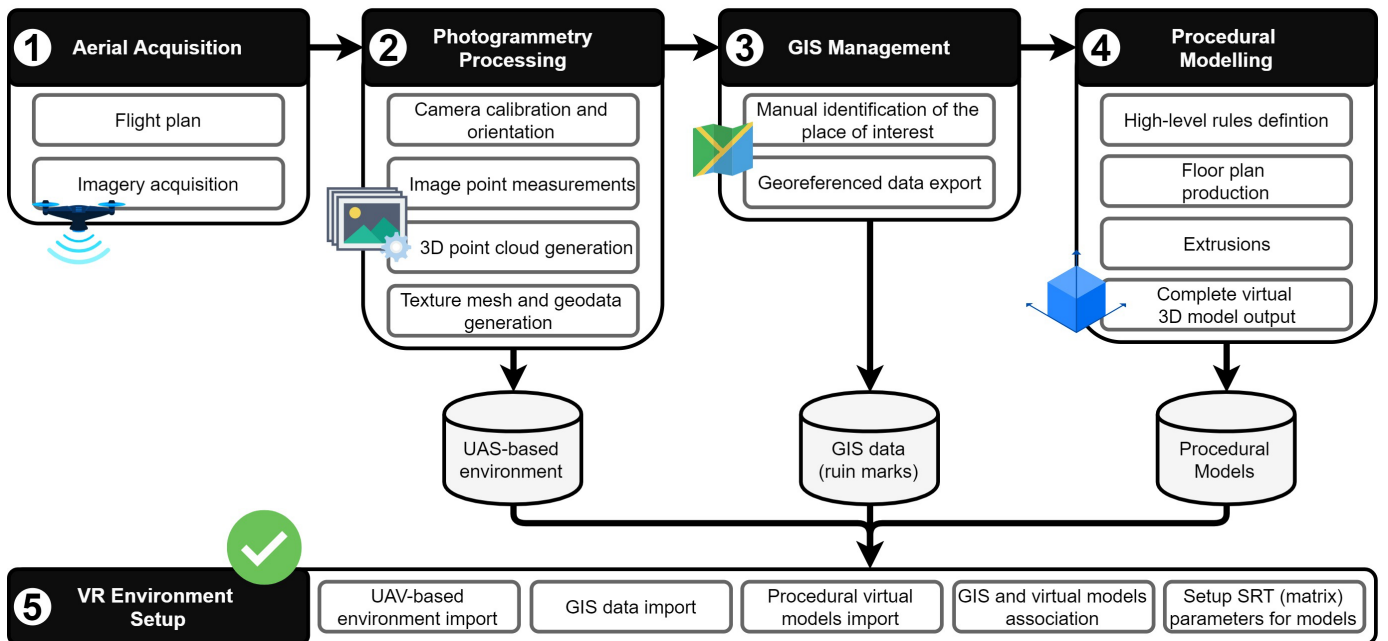 1
Aerial Acquisition
Flight plan
Imagery acquisition
2
Photogrammetry
Processing
Camera calibration and
orientation
Image point measurements
3D point cloud generation
Texture mesh and geodata
generation
3
GIS Management
Manual identification of the
place of interest
Georeferenced data export
4
Procedural
Modelling
High-level rules defintion
Floor plan
production
Extrusions
Complete virtual
3D model output
UAS-based
environment
GIS data
(ruin marks)
Procedural
Models
5
VR Environment
Setup
UAV-based
environment import
GIS data import
Procedural virtual
models import
GIS and virtual models
association
Setup SRT (matrix)
parameters for models